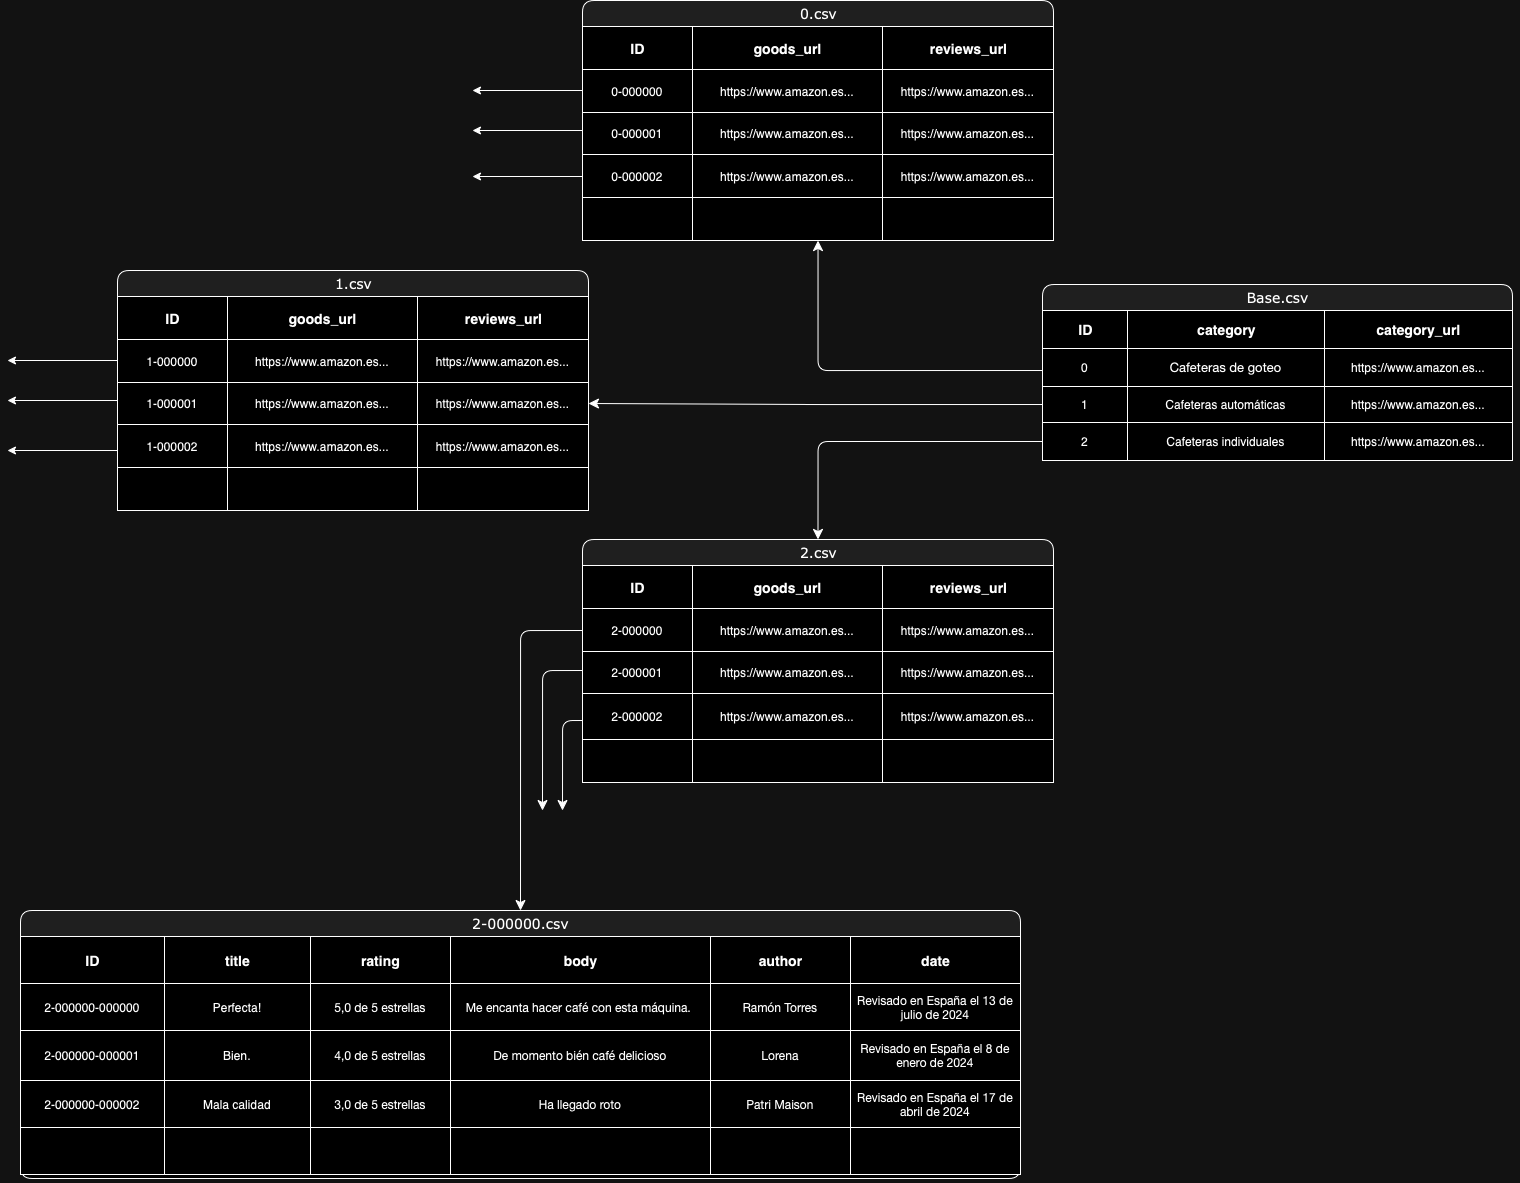 0.csv
ID goods_url reviews_url
0-000000 https://www.amazon.es... https://www.amazon.es...
0-000001 https://www.amazon.es... https://www.amazon.es...
0-000002 https://www.amazon.es... https://www.amazon.es...
1.csv
ID goods_url reviews_url
1-000000 https://www.amazon.es... https://www.amazon.es...
1-000001 https://www.amazon.es... https://www.amazon.es...
1-000002 https://www.amazon.es... https://www.amazon.es...
Base.csv
ID category category_url
0 Cafeteras de goteo https://www.amazon.es...
1 Cafeteras automáticas https://www.amazon.es...
2 Cafeteras individuales https://www.amazon.es...
2.csv
ID goods_url reviews_url
2-000000 https://www.amazon.es... https://www.amazon.es...
2-000001 https://www.amazon.es... https://www.amazon.es...
2-000002 https://www.amazon.es... https://www.amazon.es...
2-000000.csv
ID title rating body author date
2-000000-000000 Perfecta! 5,0 de 5 estrellas Me encanta hacer café con esta máquina. Ramón Torres Revisado en España el 13 de
julio de 2024
2-000000-000001 Bien. 4,0 de 5 estrellas De momento bién café delicioso Lorena Revisado en España el 8 de
enero de 2024
2-000000-000002 Mala calidad 3,0 de 5 estrellas Ha llegado roto Patri Maison Revisado en España el 17 de
abril de 2024